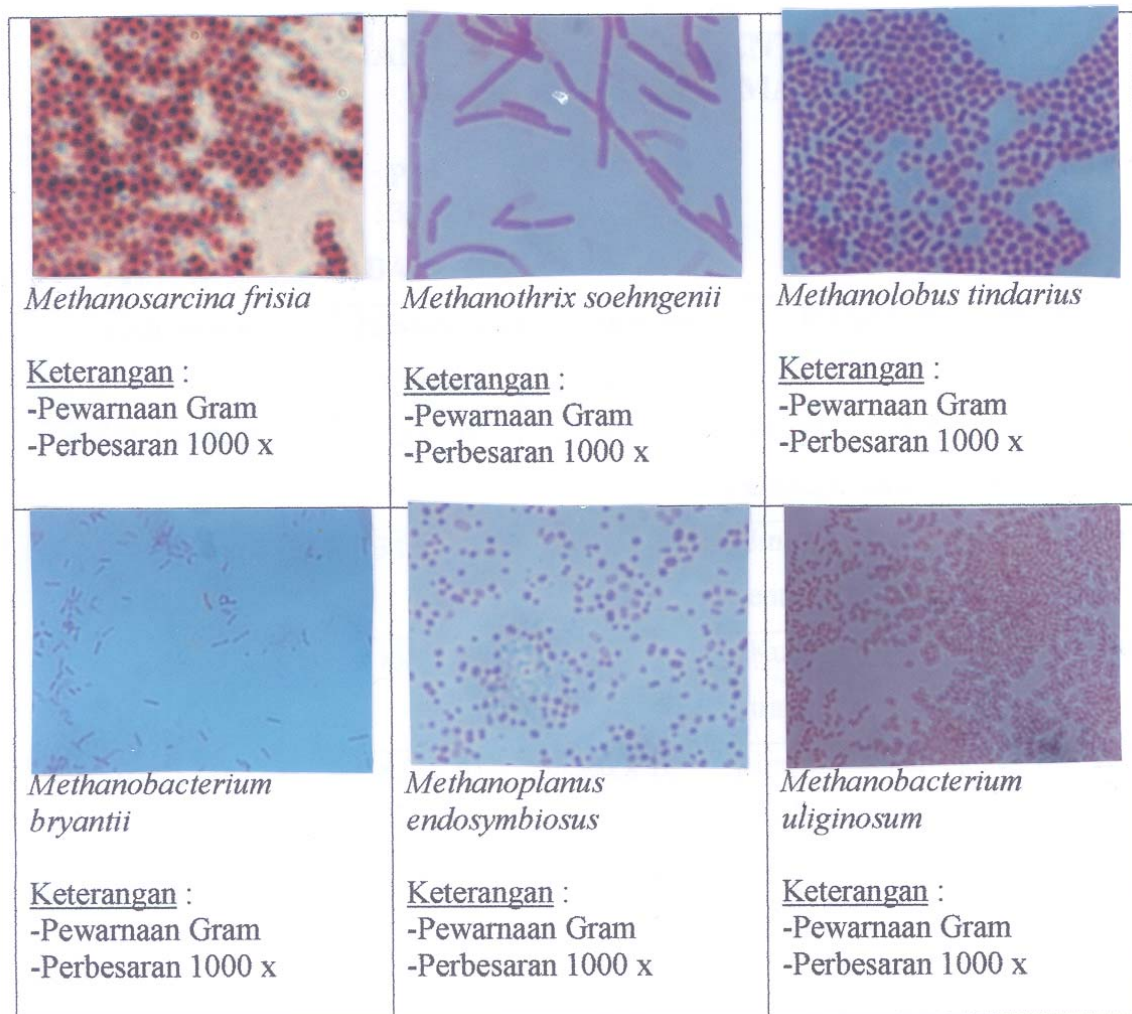 Methanosarcina frisia
Keterangan :
-Pewarnaan Gram
-Perbesaran 1000 x
Methanothrix soehngenii
Keterangan :
-Pewarnaan Gram
-Perbesaran 1000 x
Methanolobus tindarius
Keterangan :
-Pewarnaan Gram
-Perbesaran 1000 x
Methanobacterium
bryantii
Keterangan :
-Pewarnaan Gram
-Perbesaran 1000 x
Methanoplanus
endosymbiosus
Keterangan :
-Pewarnaan Gram
-Perbesaran 1000 x
Methanobacterium
uliginosum
Keterangan :
-Pewarnaan Gram
-Perbesaran 1000 x